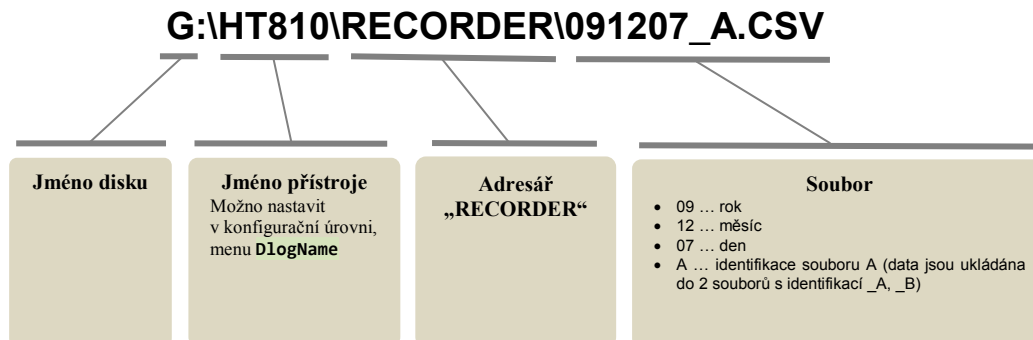 G:\HT810\RECORDER\091207_A.CSV
Jméno disku
Jméno přístroje
Možno nastavit
v konfigurační úrovni,
menu DlogName
Adresář
„RECORDER“
Soubor
• 09 … rok
• 12 … měsíc
• 07 … den
• A … identifikace souboru A (data jsou ukládána
do 2 souborů s identifikací _A, _B)